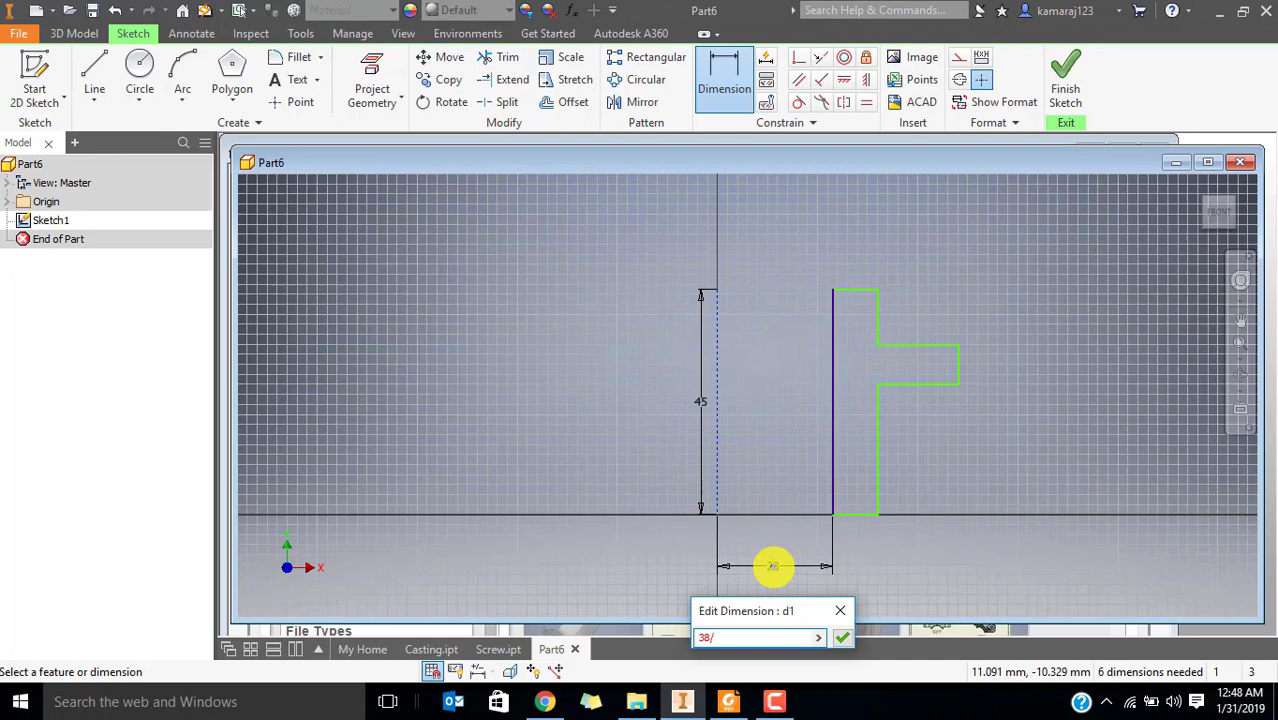 Material
Default
Part6
Search Help & Commands...
kamaraj123
File
3D Model
Sketch
Annotate
Inspect
Tools
Manage
View
Environments
Get Started
Autodesk A360
Start
2D Sketch
Line
Circle
Arc
Polygon
Fillet
Text
Point
Project
Geometry
Move
Copy
Rotate
Trim
Extend
Split
Scale
Stretch
Offset
Rectangular
Circular
Mirror
Dimension
Image
Points
ACAD
Show Format
Finish
Sketch
Sketch
Create
Modify
Pattern
Constrain
Insert
Format
Exit
Model
Part6
View: Master
Origin
Sketch1
End of Part
Part6
FRONT
45
Y
X
Edit Dimension : d1
38/
File Types
My Home
Casting.ipt
Screw.ipt
Part6
Select a feature or dimension
11.091 mm, -10.329 mm
6 dimensions needed
1
3
Search the web and Windows
12:48 AM
1/31/2019